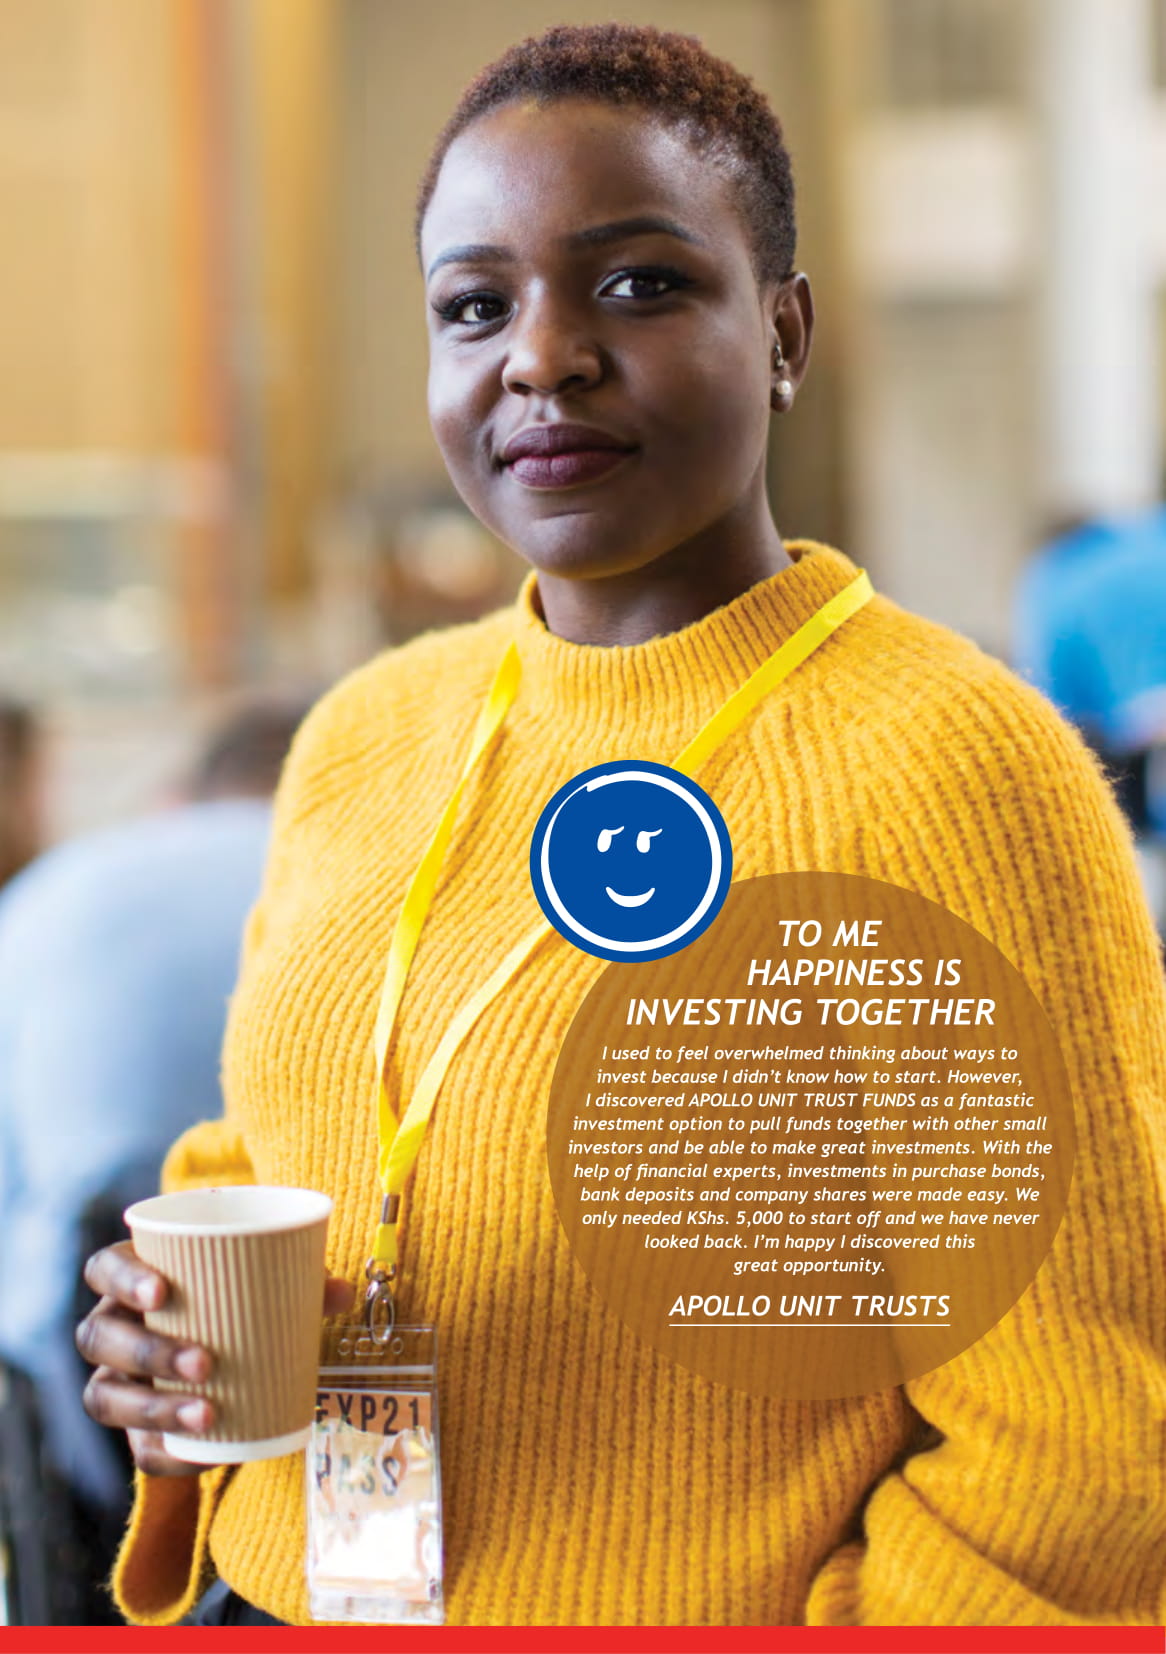 TO ME
HAPPINESS IS
INVESTING TOGETHER
I used to feel overwhelmed thinking about ways to
invest because I didn't know how to start. However,
I discovered APOLLO UNIT TRUST FUNDS as a fantastic
investment option to pull funds together with other small
investors and be able to make great investments. With the
help of financial experts, investments in purchase bonds,
bank deposits and company shares were made easy. We
only needed KShs. 5,000 to start off and we have never
looked back. I'm happy I discovered this
great opportunity.
APOLLO UNIT TRUSTS
EXP21
PASS